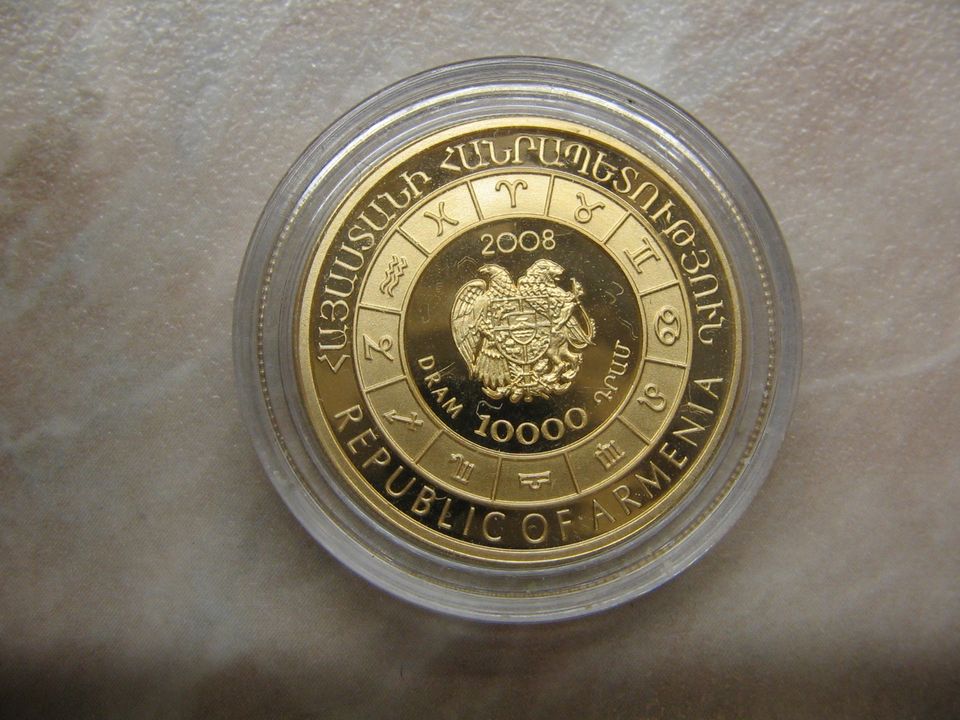 ՀԱՅԱՍՏԱՆԻ ՀԱՆՐԱՊԵՏՈՒԹՅՈՒՆ
2008
DRAM 10000 ԴՐԱՄ
REPUBLIC OF ARMENIA